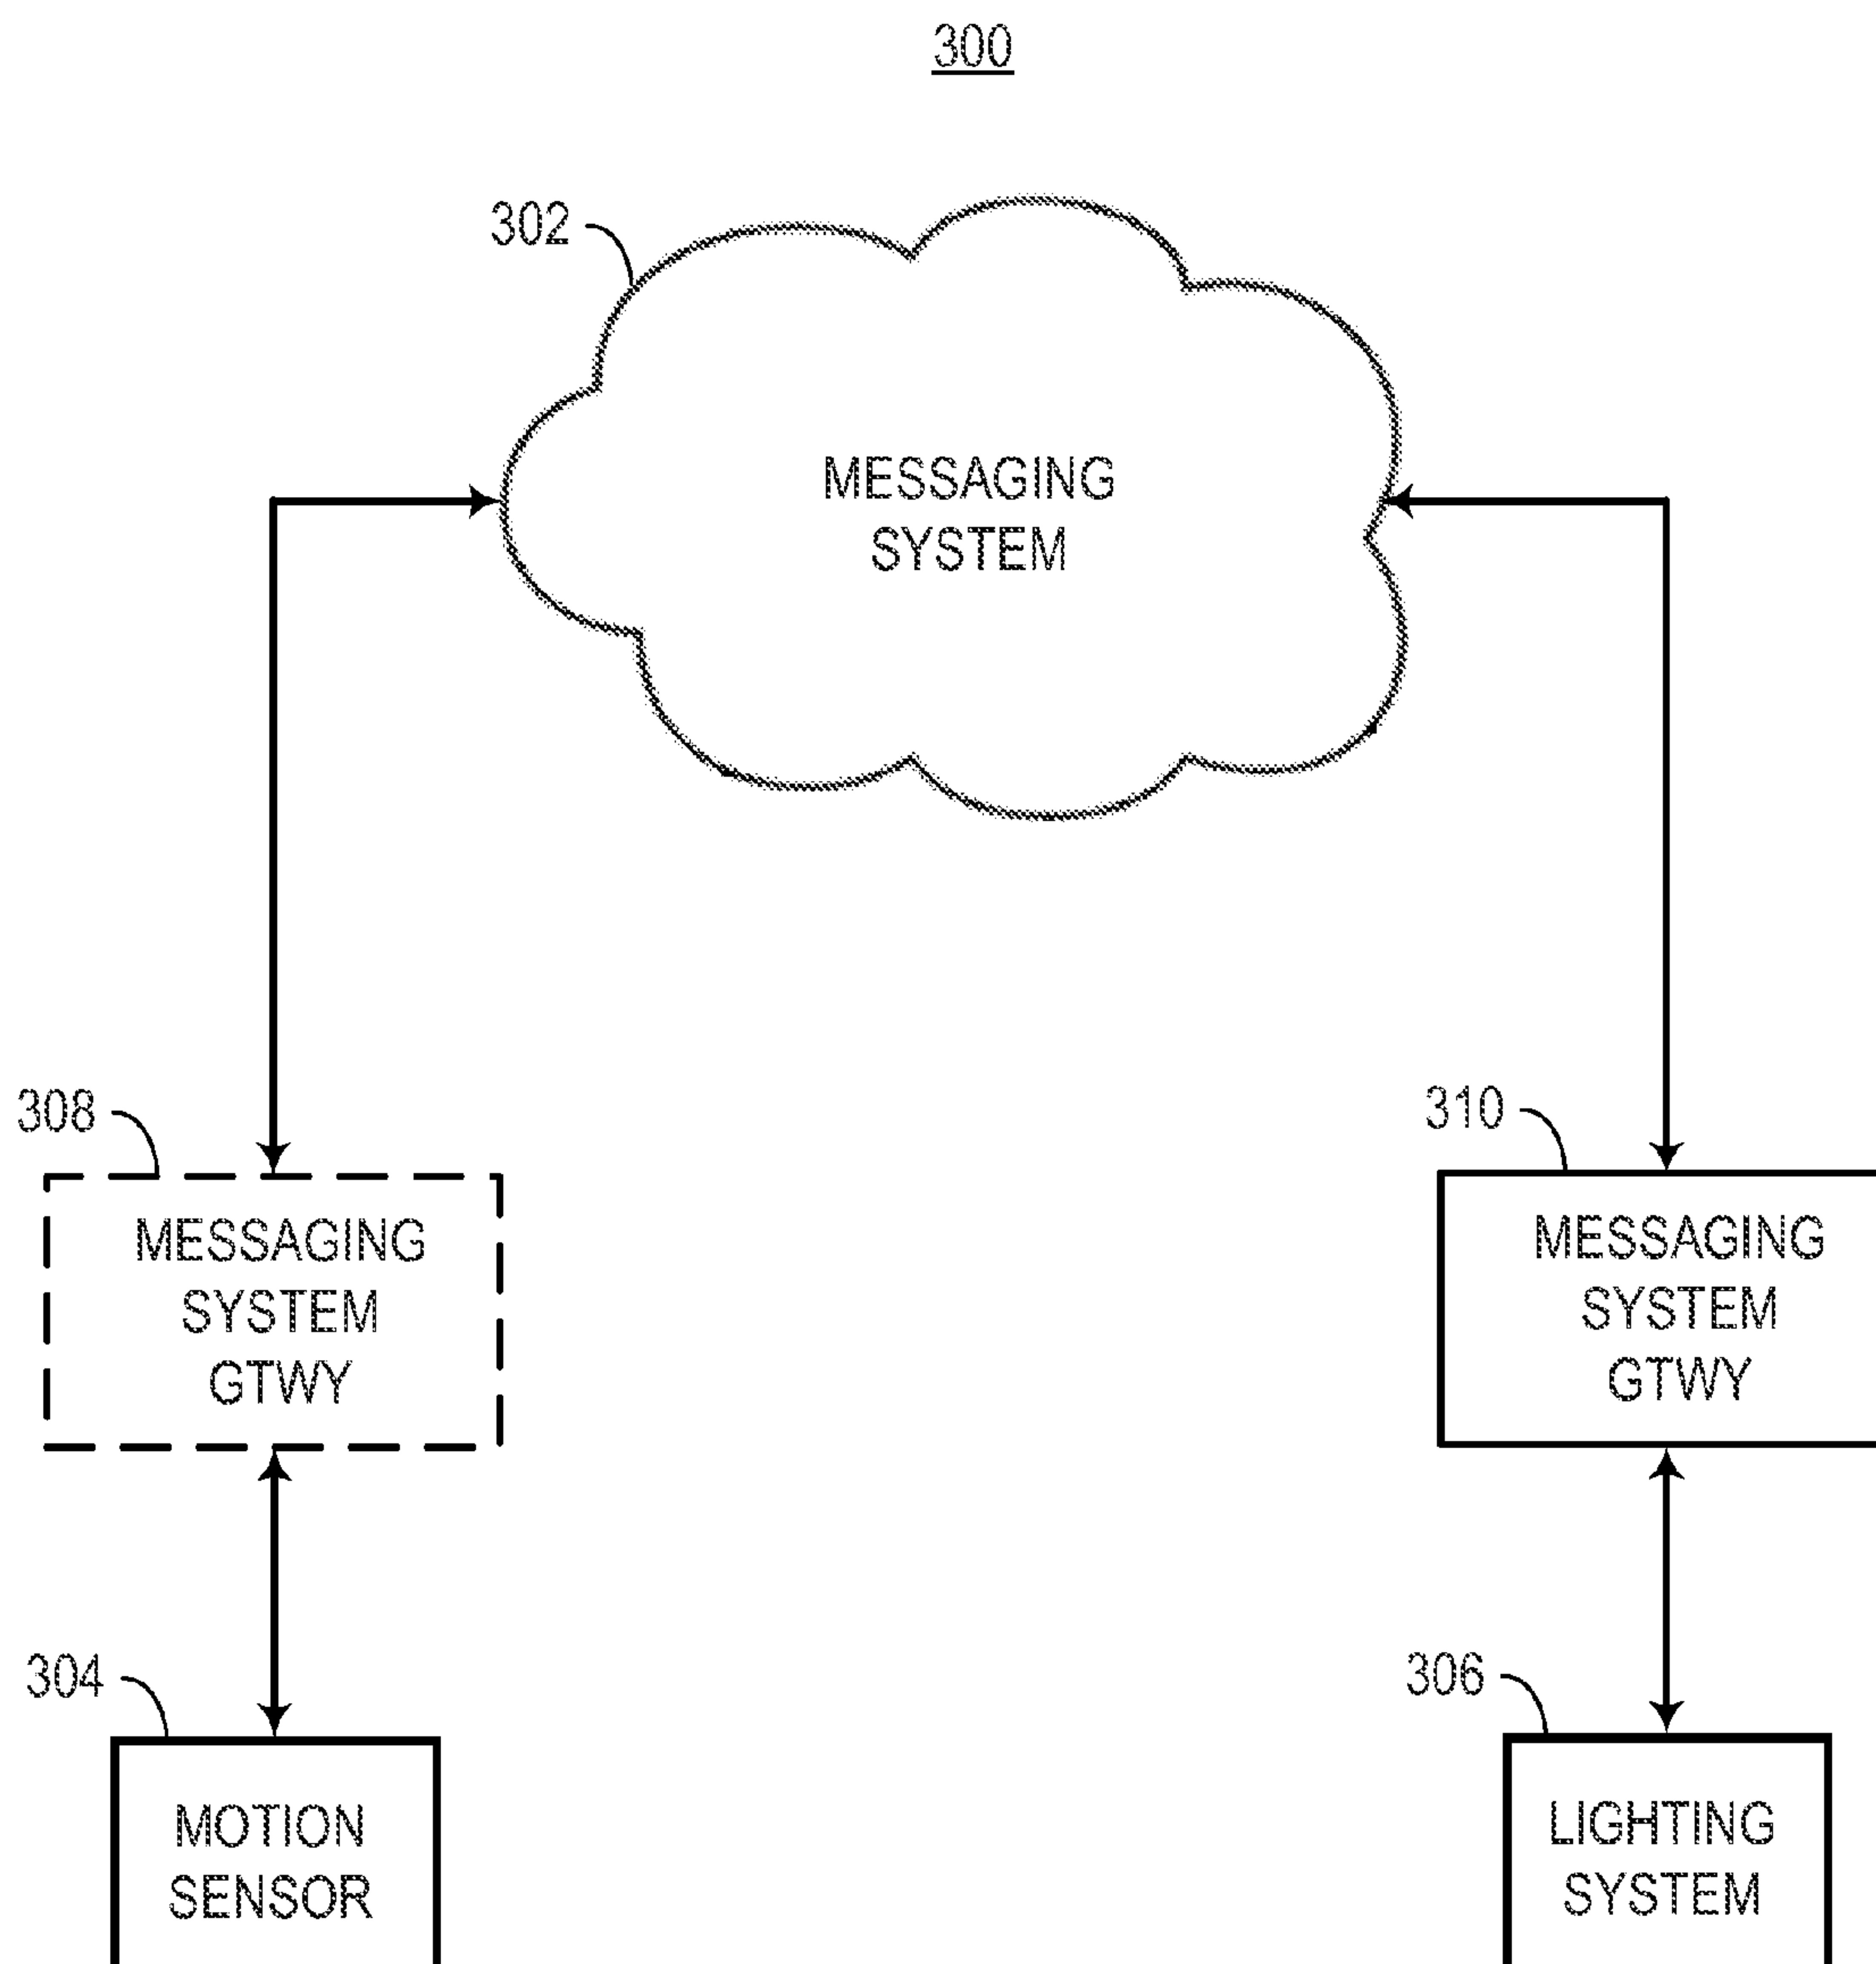 300
302
MESSAGING
SYSTEM
308
MESSAGING
SYSTEM
GTWY
310
MESSAGING
SYSTEM
GTWY
304
MOTION
SENSOR
306
LIGHTING
SYSTEM